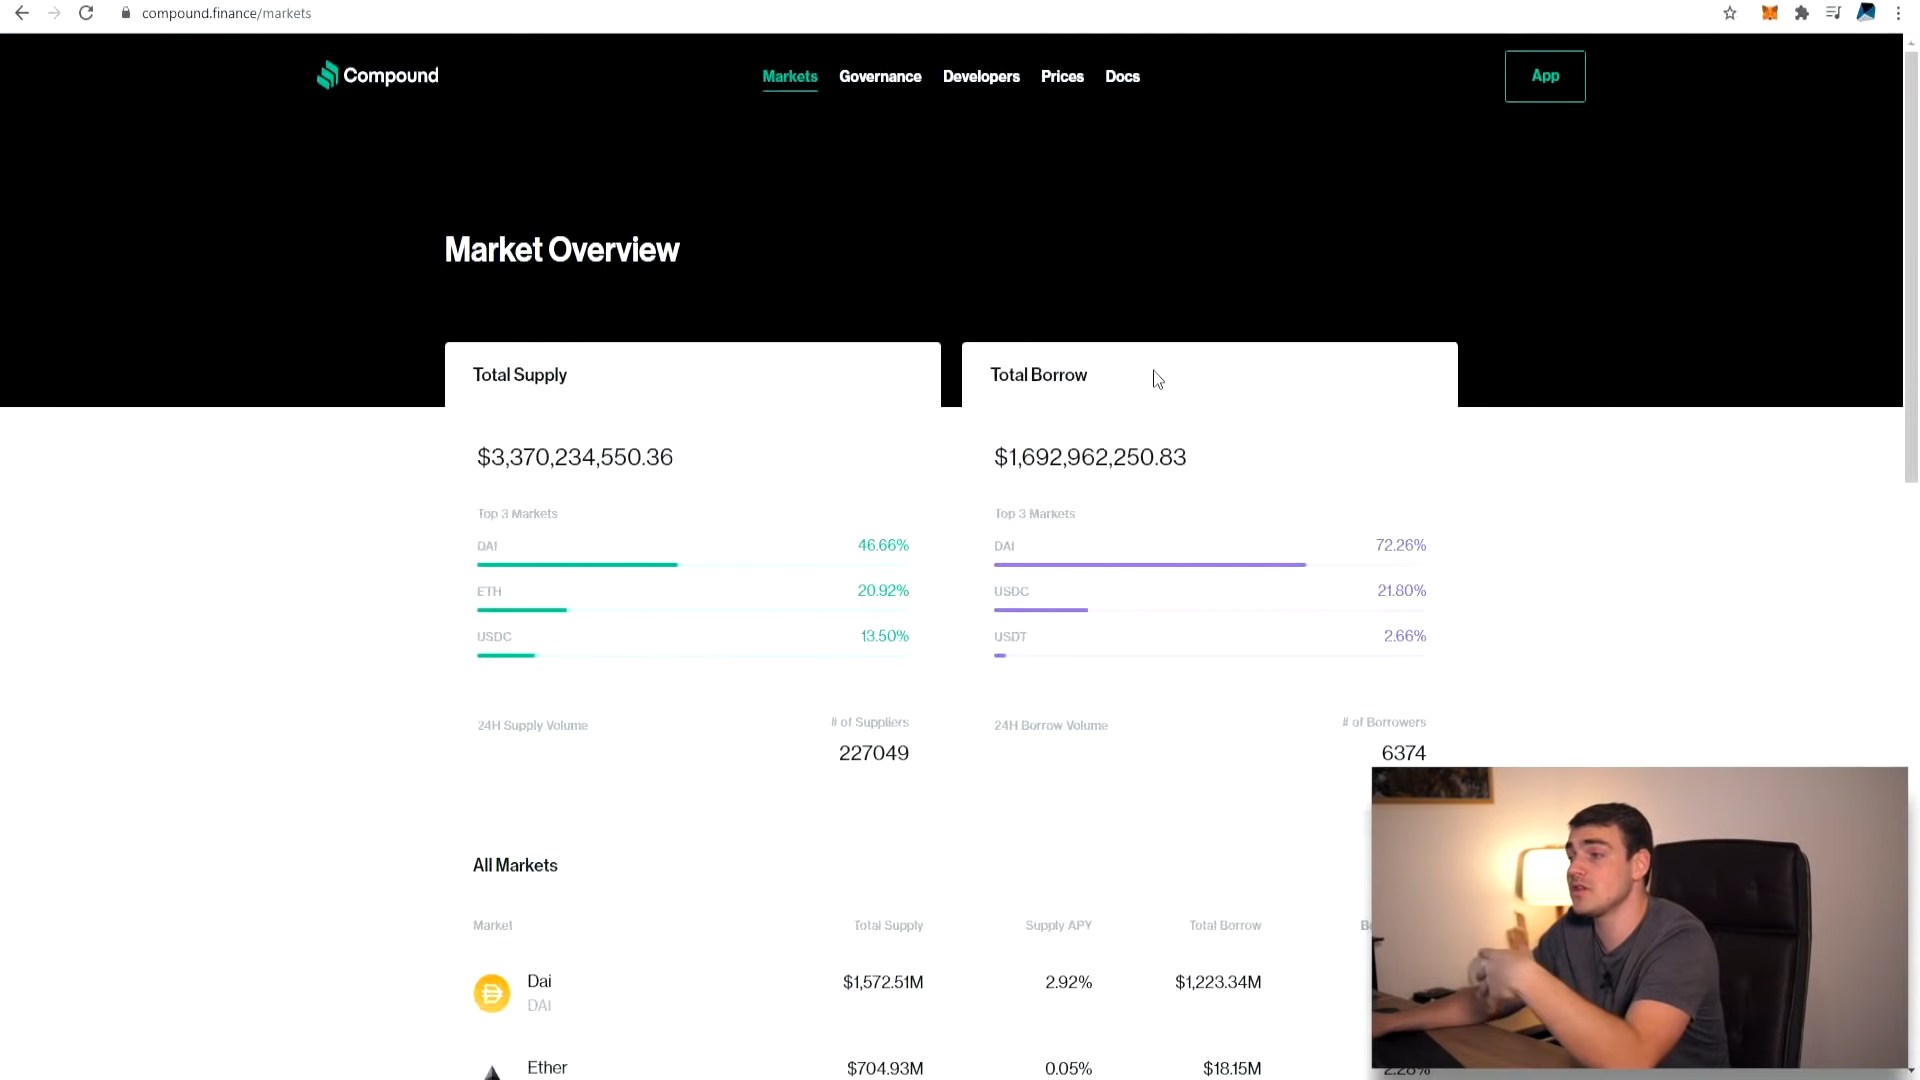 compound.finance/markets
Compound
Markets Governance Developers Prices Docs
App
Market Overview
Total Supply
Total Borrow
$3,370,234,550.36
$1,692,962,250.83
Top 3 Markets
Top 3 Markets
DAI 46.66%
DAI 72.26%
ETH 20.92%
USDC 21.80%
USDC 13.50%
USDT 2.66%
24H Supply Volume # of Suppliers
24H Borrow Volume # of Borrowers
227049
6374
All Markets
Market Total Supply Supply APY Total Borrow
Dai $1,572.51M 2.92% $1,223.34M
DAI
Ether $704.93M 0.05% $18.15M